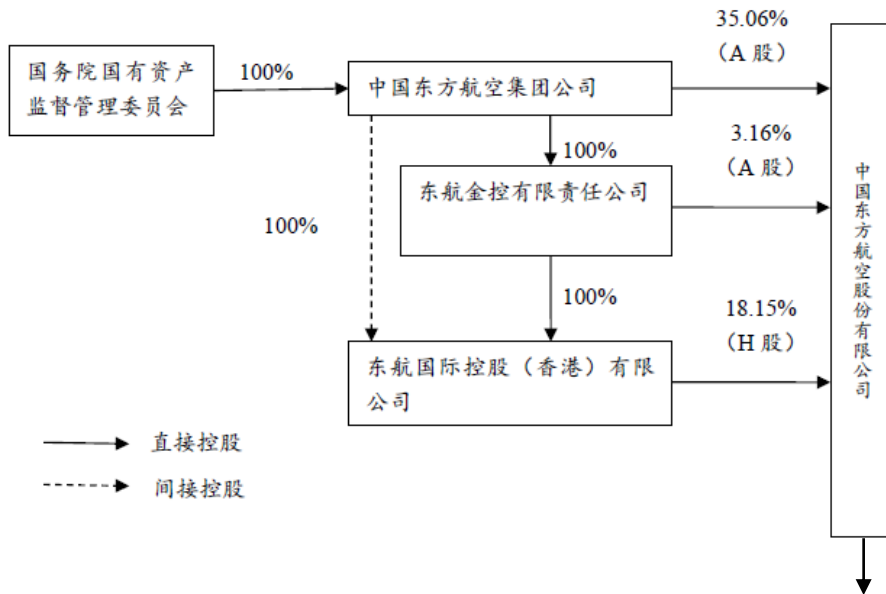 国务院国有资产
监督管理委员会
100%
中国东方航空集团公司
35.06%
（A 股）
100%
3.16%
（A 股）
东航金控有限责任公司
100%
100%
18.15%
（H 股）
东航国际控股（香港）有限
公司
中国东方航空股份有限公司
直接控股
间接控股